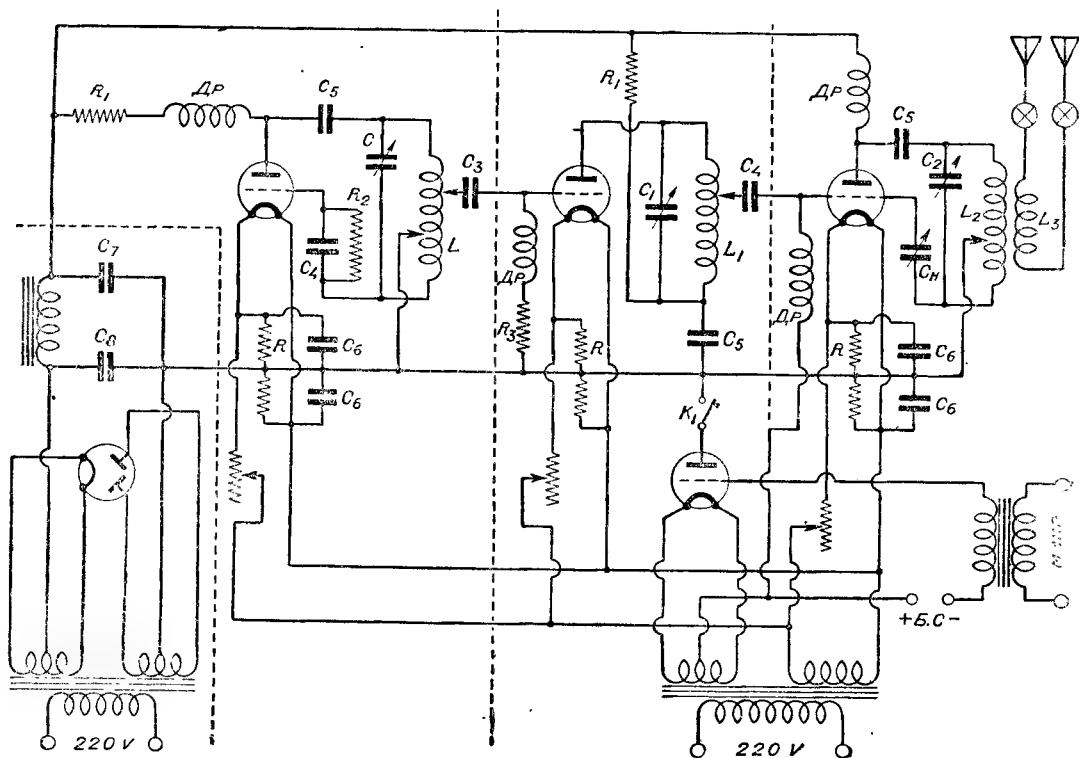 R₁
ДР
C₅
C
R₂
C₄
L
C₃
ДР
R₃
R₁
C₁
L₁
C₄
C₅
ДР
ДР
C₅
C₂
L₂
L₃
Cн
C₇
C₈
R
C₆
C₆
R
K₁
R
C₆
C₆
+Б.С-
220 V
220 V